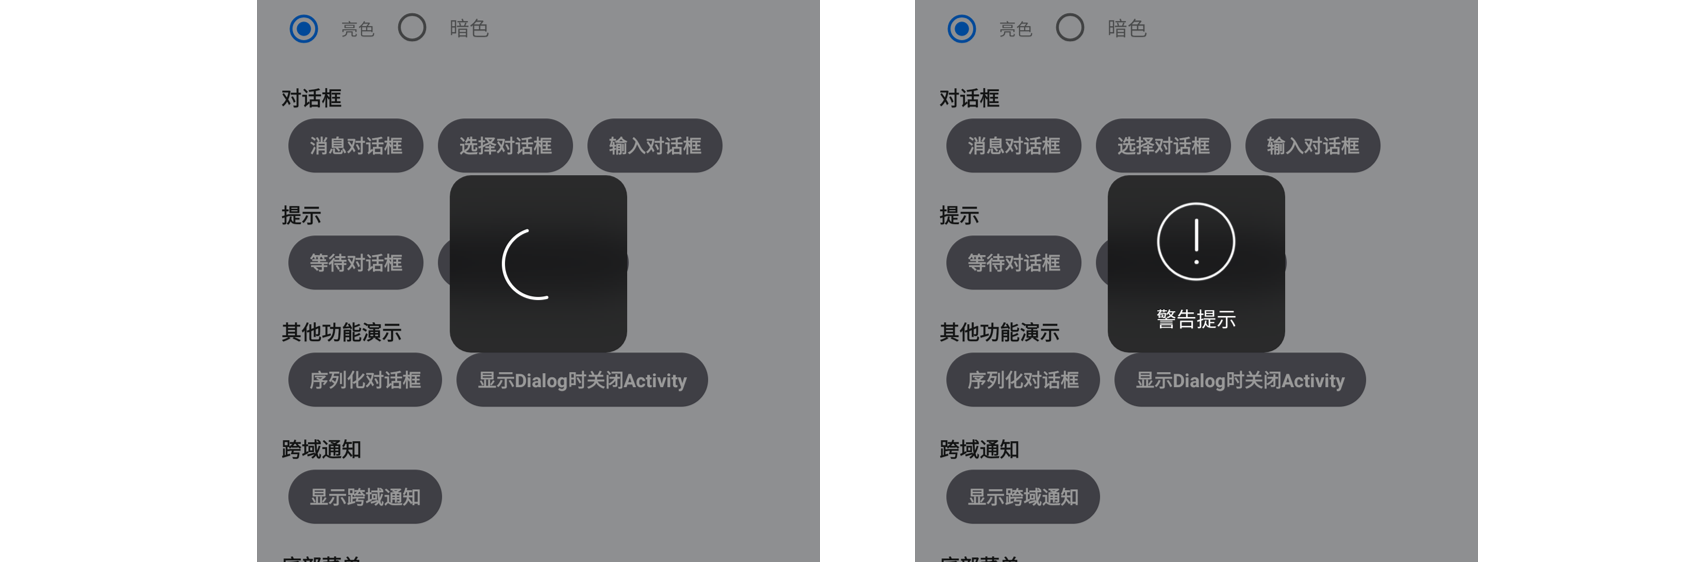 亮色 暗色
对话框
消息对话框 选择对话框 输入对话框
提示
等待对话框
其他功能演示
序列化对话框 显示Dialog时关闭Activity
跨域通知
显示跨域通知
亮色 暗色
对话框
消息对话框 选择对话框 输入对话框
提示
等待对话框
警告提示
其他功能演示
序列化对话框 显示Dialog时关闭Activity
跨域通知
显示跨域通知